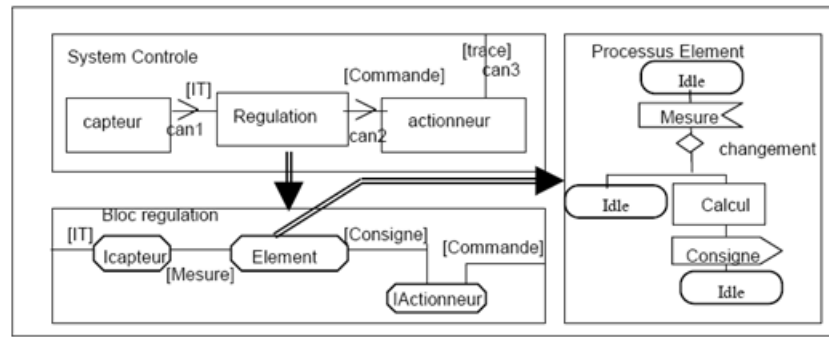 System Controle
[IT]
[Commande]
[trace]
can3
capteur
can1
Regulation
can2
actionneur
Bloc regulation
[IT]
Icapteur
[Mesure]
Element
[Consigne]
[Commande]
IActionneur
Processus Element
Idle
Mesure
changement
Idle
Calcul
Consigne
Idle